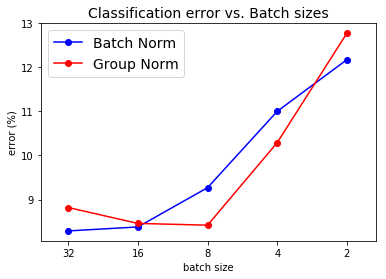 Classification error vs. Batch sizes
Batch Norm
Group Norm
error (%)
13
12
11
10
9
32 16 8 4 2
batch size